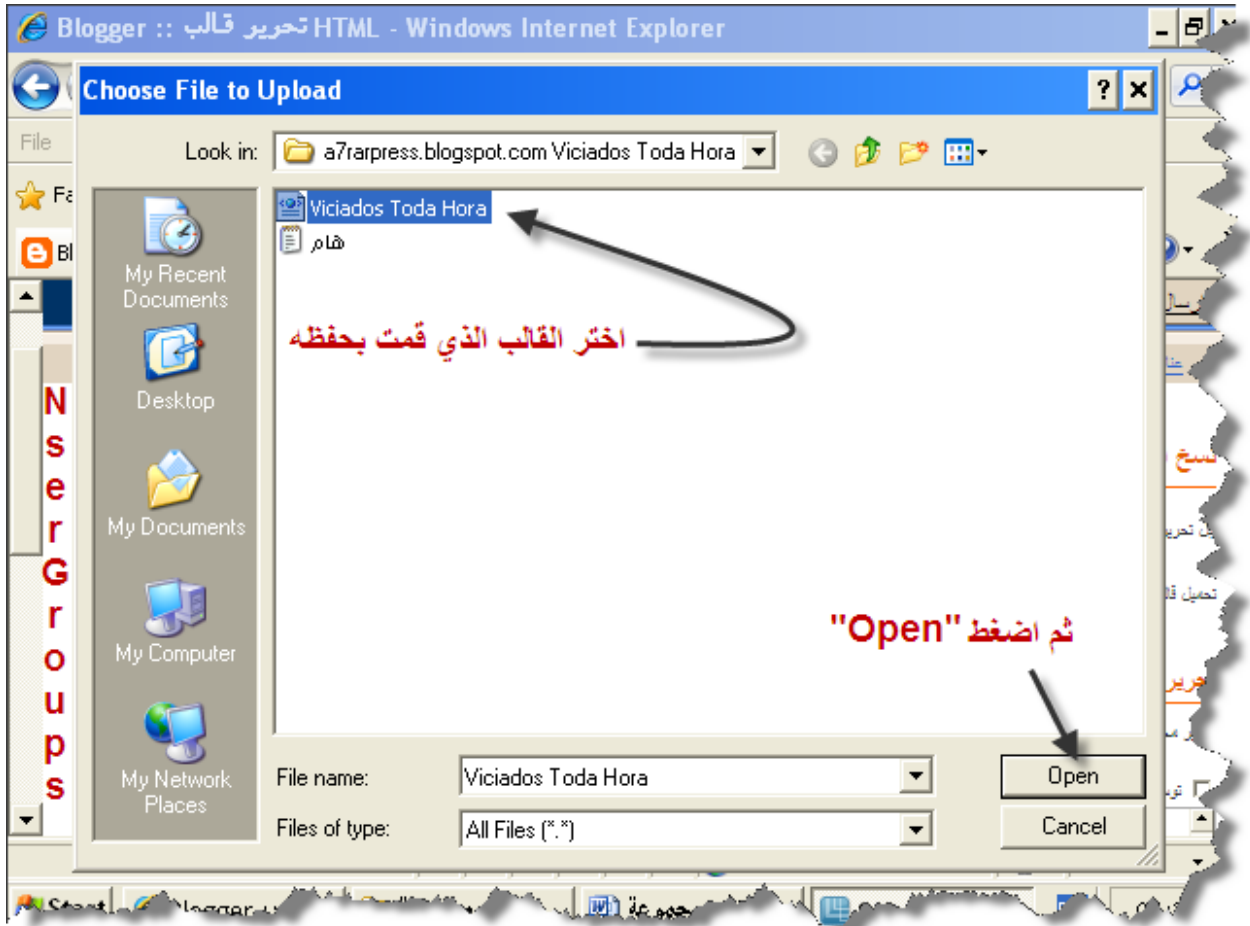 Blogger :: تحرير قالب HTML - Windows Internet Explorer
Choose File to Upload
File
Look in:
a7rarpress.blogspot.com Viciados Toda Hora
Viciados Toda Hora
هام
My Recent Documents
اختر القالب الذي قمت بحفظه
Desktop
My Documents
My Computer
ثم اضغط "Open"
My Network Places
File name:
Viciados Toda Hora
Open
Files of type:
All Files (*.*)
Cancel
NserGroups
تحرير
تحميل
Start